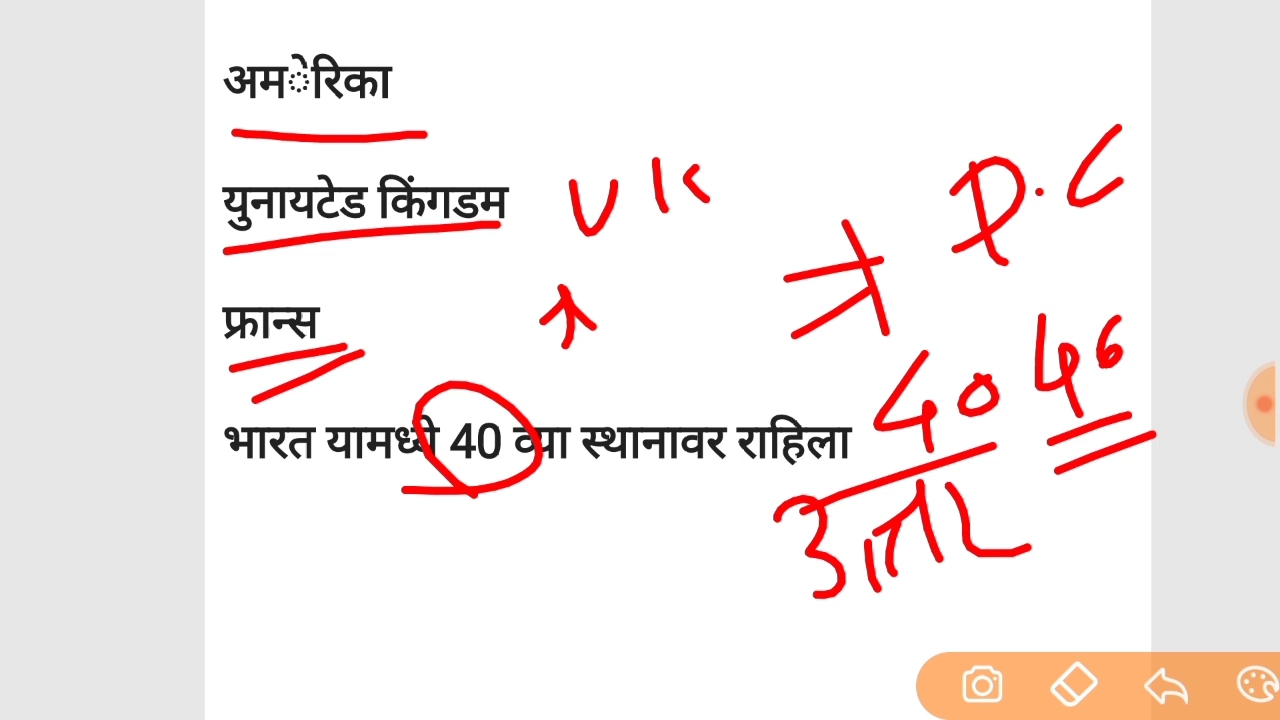 अमेरिका
युनायटेड किंगडम UK
P.C
फ्रान्स
40 46
भारत यामध्ये 40 व्या स्थानावर राहिला